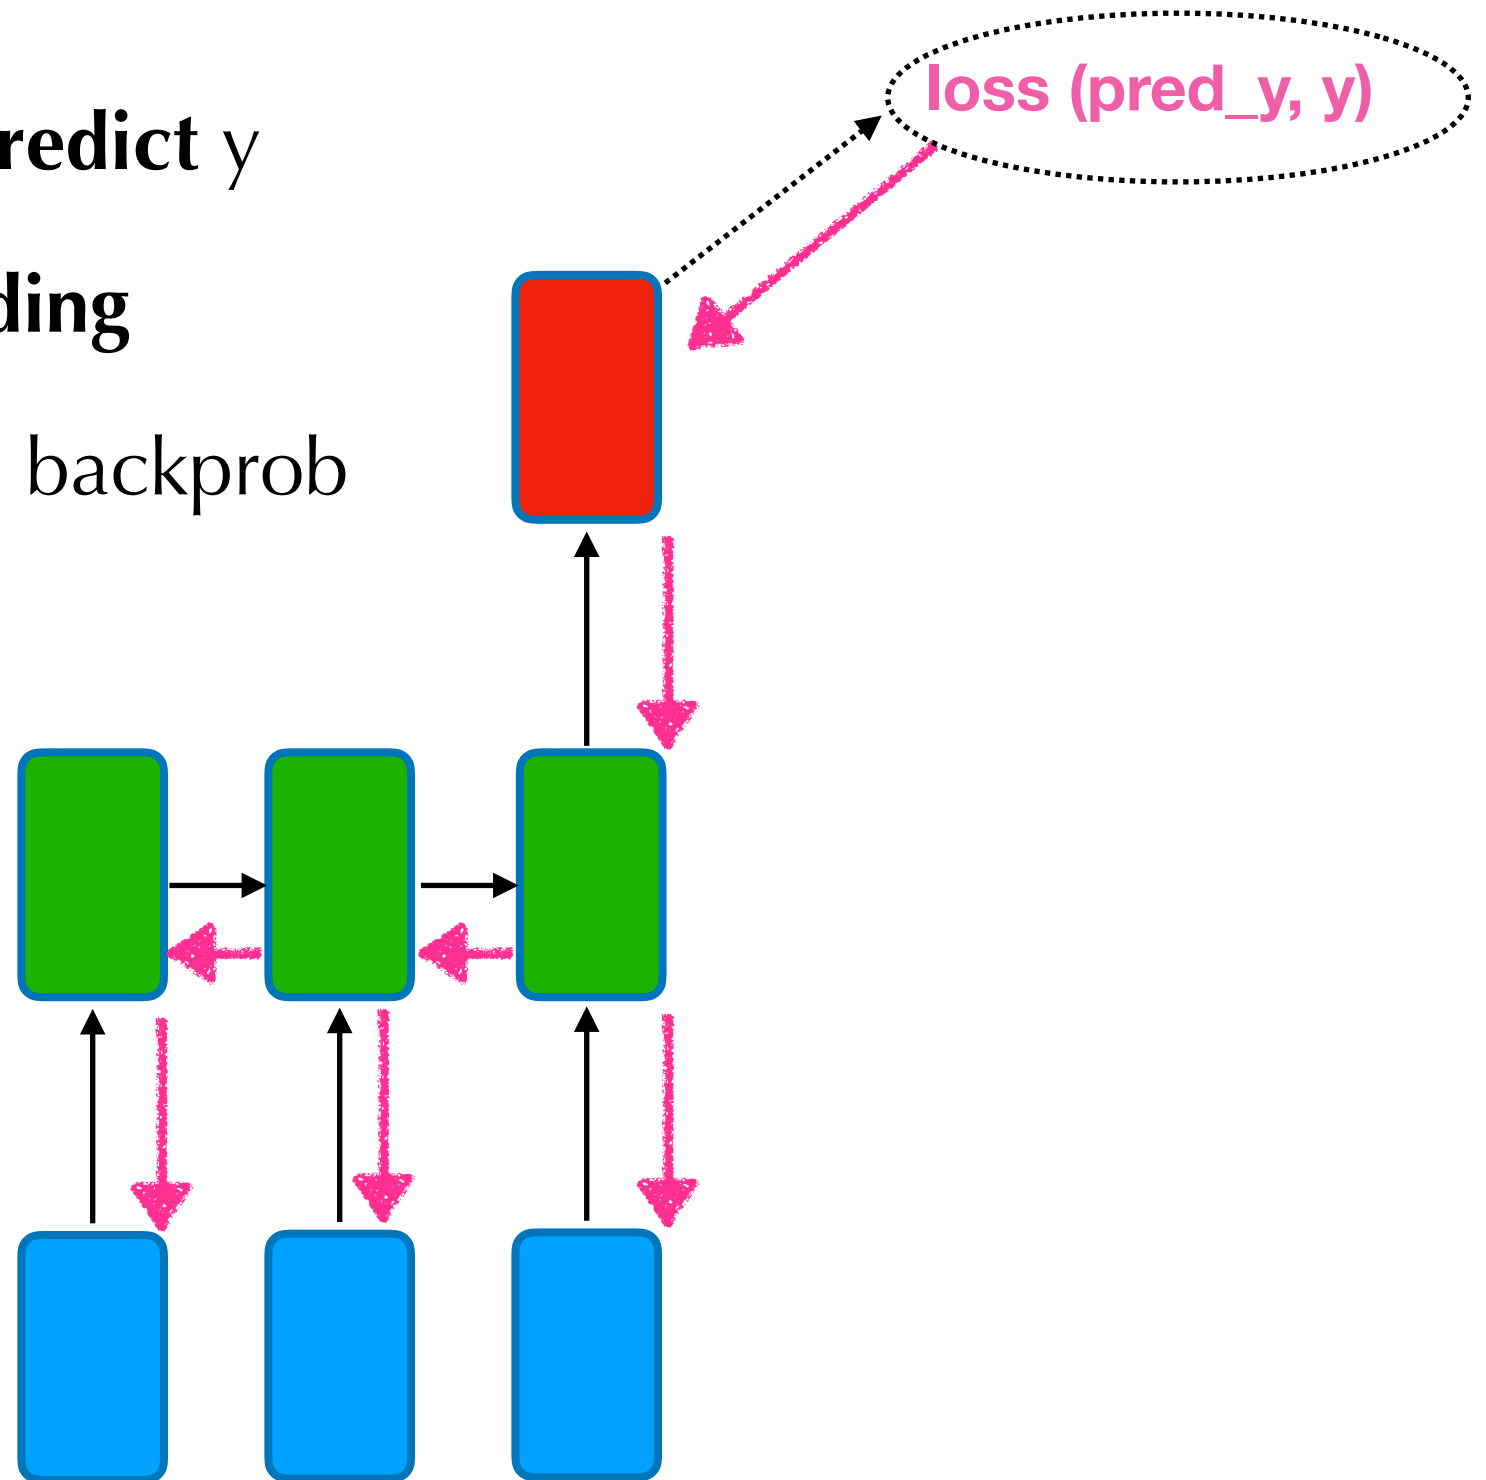 loss (pred_y, y)
redict y
ding
backprob